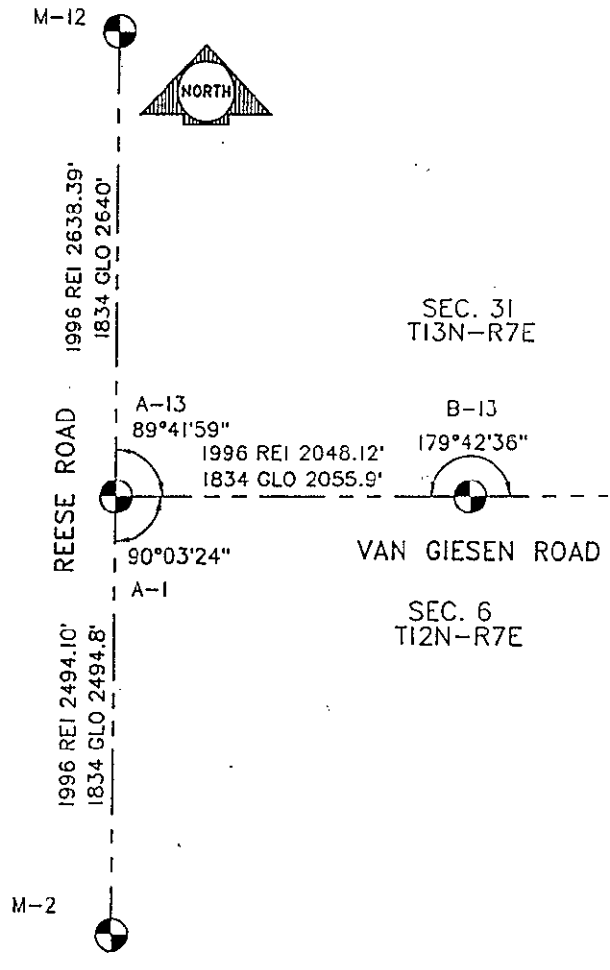 M-12
NORTH
1996 REI 2638.39'
1834 GLO 2640'
SEC. 31
T13N-R7E
A-13
89°41'59"
B-13
179°42'36"
1996 REI 2048.12'
1834 GLO 2055.9'
REESE ROAD
90°03'24"
A-1
VAN GIESEN ROAD
SEC. 6
T12N-R7E
1996 REI 2494.10'
1834 GLO 2494.8'
M-2